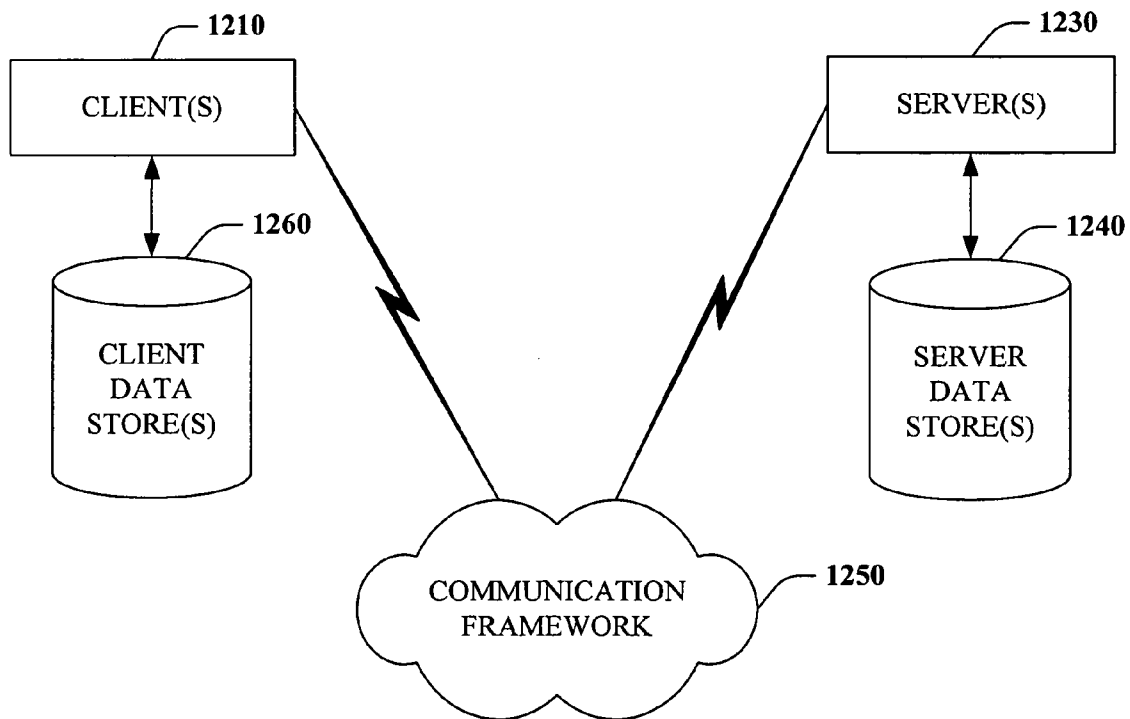 1210
CLIENT(S)
1230
SERVER(S)
1260
CLIENT
DATA
STORE(S)
1240
SERVER
DATA
STORE(S)
1250
COMMUNICATION
FRAMEWORK